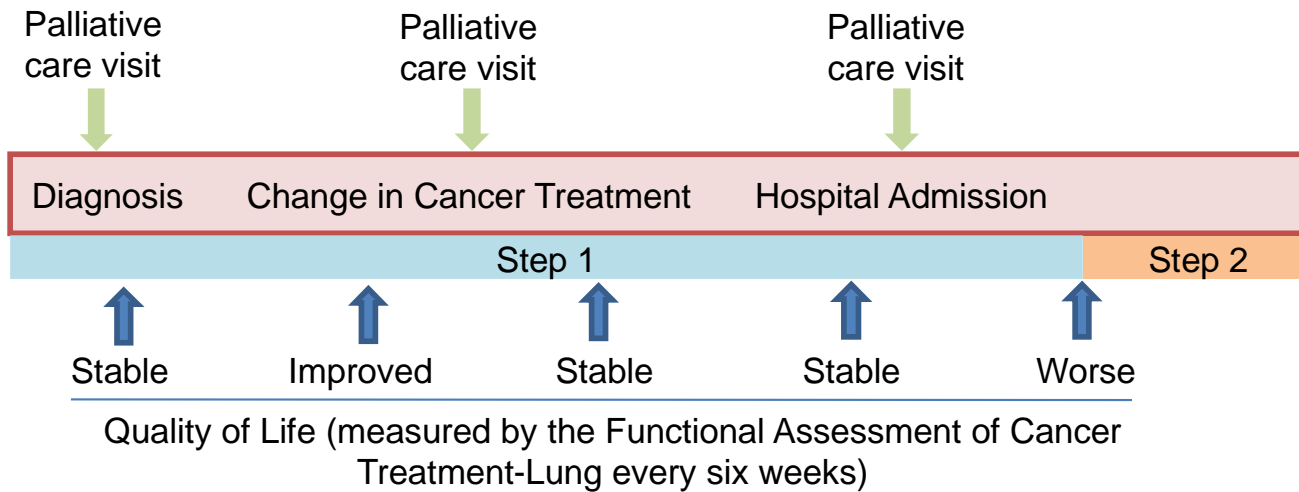 Palliative
care visit
Palliative
care visit
Palliative
care visit
Diagnosis
Change in Cancer Treatment
Hospital Admission
Step 1
Step 2
Stable
Improved
Stable
Stable
Worse
Quality of Life (measured by the Functional Assessment of Cancer
Treatment-Lung every six weeks)